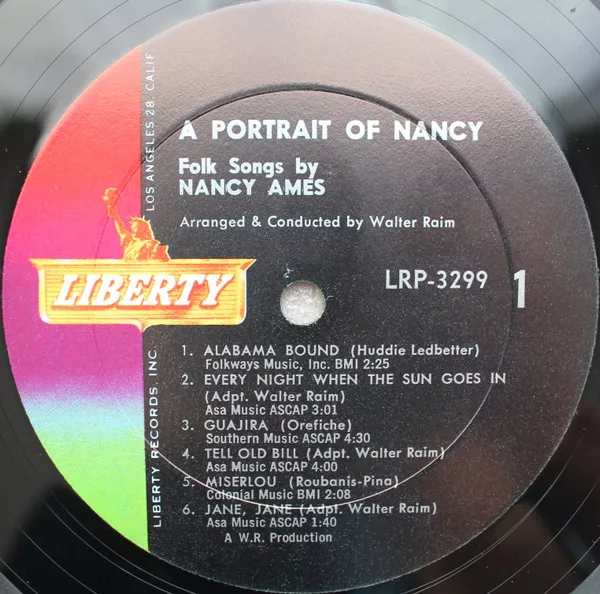 A PORTRAIT OF NANCY
Folk Songs by
NANCY AMES
Arranged & Conducted by Walter Raim
LRP-3299 1
LIBERTY
1. ALABAMA BOUND (Huddie Ledbetter)
Folkways Music, Inc. BMI 2:25
2. EVERY NIGHT WHEN THE SUN GOES IN
(Adpt. Walter Raim)
Asa Music ASCAP 3:01
3. GUAJIRA (Orefiche)
Southern Music ASCAP 4:30
4. TELL OLD BILL (Adpt. Walter Raim)
Asa Music ASCAP 4:00
5. MISERLOU (Roubanis-Pina)
Colonial Music BMI 2:08
6. JANE, JANE (Adpt. Walter Raim)
Asa Music ASCAP 1:40
A W.R. Production
LIBERTY RECORDS, INC.
LOS ANGELES 28, CALIF.